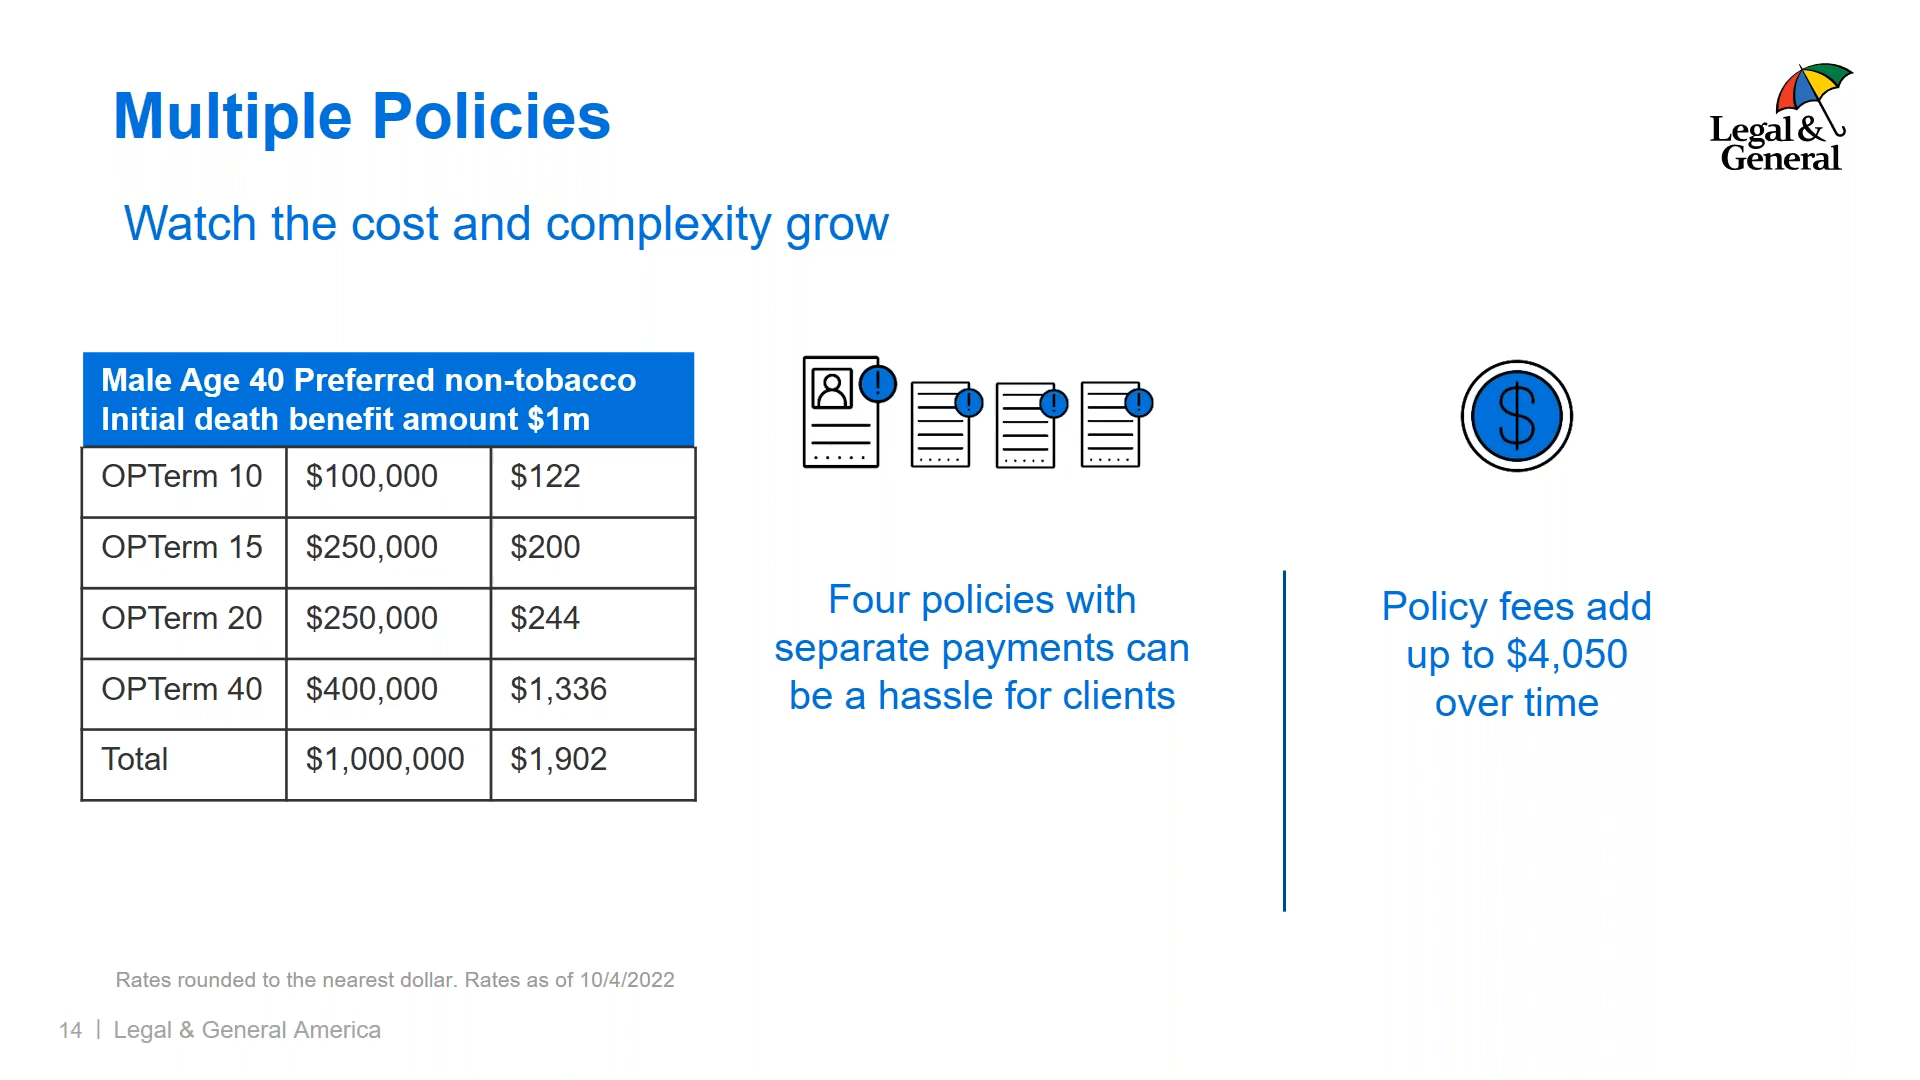 Multiple Policies
Legal &
General
Watch the cost and complexity grow
Male Age 40 Preferred non-tobacco
Initial death benefit amount $1m
OPTerm 10 $100,000 $122
OPTerm 15 $250,000 $200
OPTerm 20 $250,000 $244
OPTerm 40 $400,000 $1,336
Total $1,000,000 $1,902
Four policies with
separate payments can
be a hassle for clients
$
Policy fees add
up to $4,050
over time
Rates rounded to the nearest dollar. Rates as of 10/4/2022
14 | Legal & General America